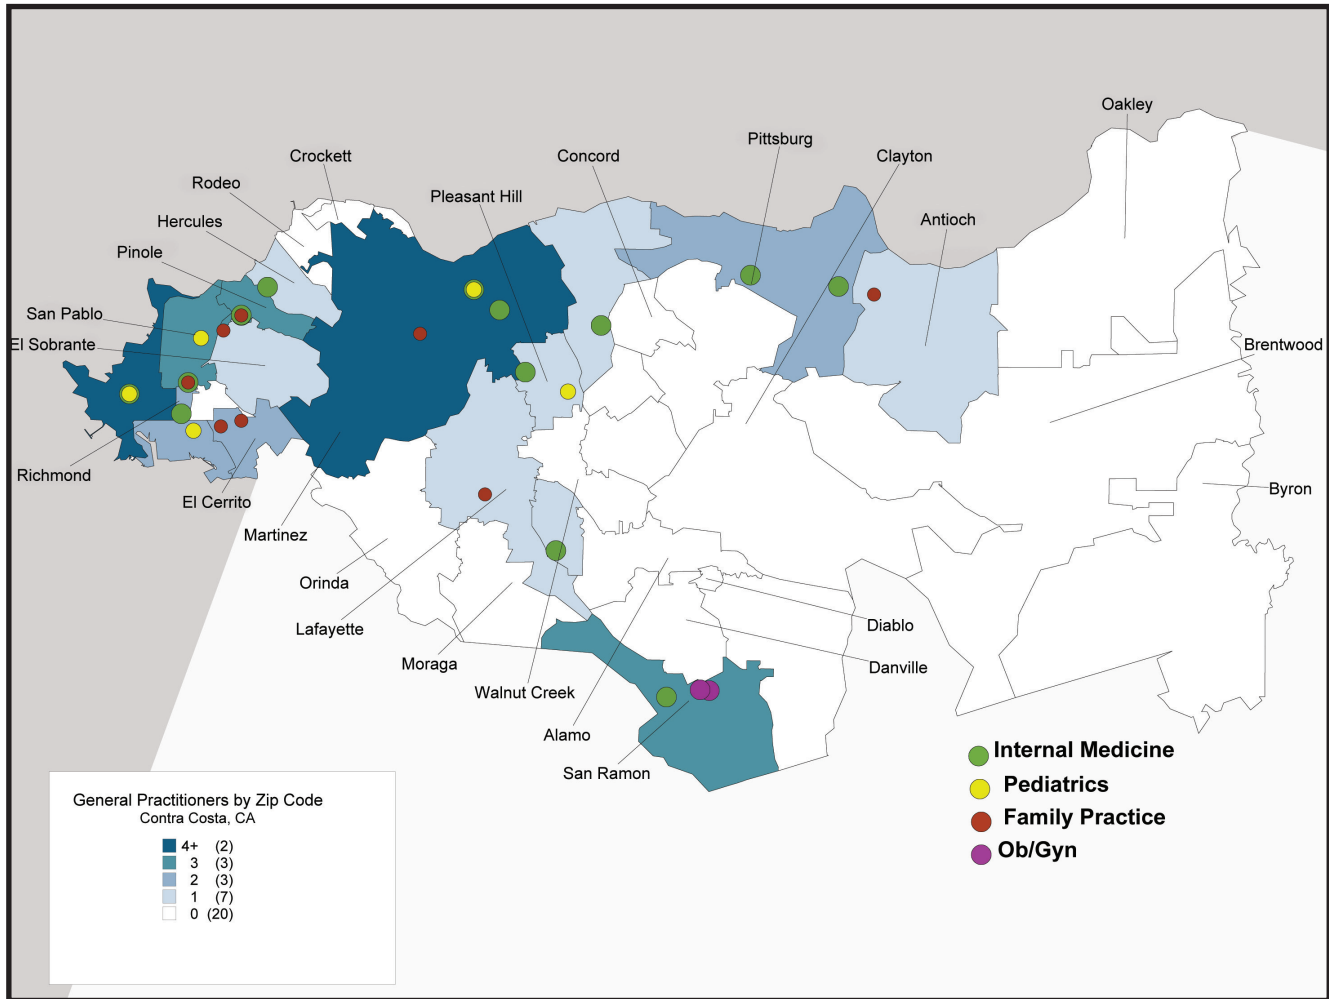 Oakley
Pittsburg
Crockett
Concord
Clayton
Rodeo
Pleasant Hill
Hercules
Antioch
Pinole
San Pablo
El Sobrante
Brentwood
Richmond
El Cerrito
Byron
Martinez
Orinda
Lafayette
Diablo
Moraga
Danville
Walnut Creek
Alamo
San Ramon
Internal Medicine
Pediatrics
Family Practice
Ob/Gyn
General Practitioners by Zip Code
Contra Costa, CA
4+ (2)
3 (3)
2 (3)
1 (7)
0 (20)